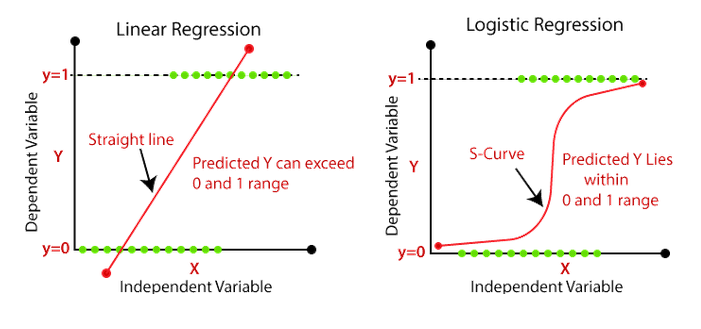 Linear Regression
y=1
Dependent Variable
Y
Straight line
Predicted Y can exceed
0 and 1 range
y=0
X
Independent Variable
Logistic Regression
y=1
Dependent Variable
Y
S-Curve
Predicted Y Lies
within
0 and 1 range
y=0
X
Independent Variable